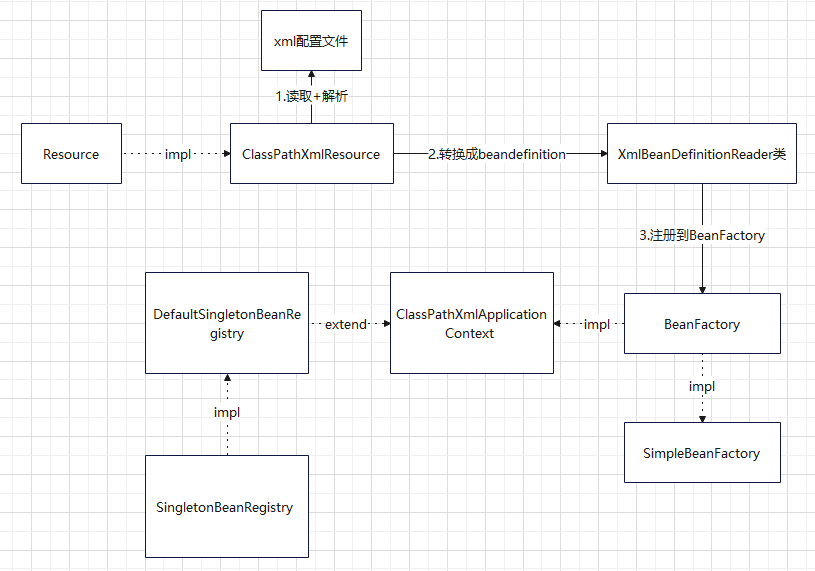 xml配置文件
1.读取+解析
Resource
impl
ClassPathXmlResource
2.转换成beandefinition
XmlBeanDefinitionReader类
3.注册到BeanFactory
DefaultSingletonBeanRe
gistry
extend
ClassPathXmlApplication
Context
impl
BeanFactory
impl
impl
SimpleBeanFactory
SingletonBeanRegistry